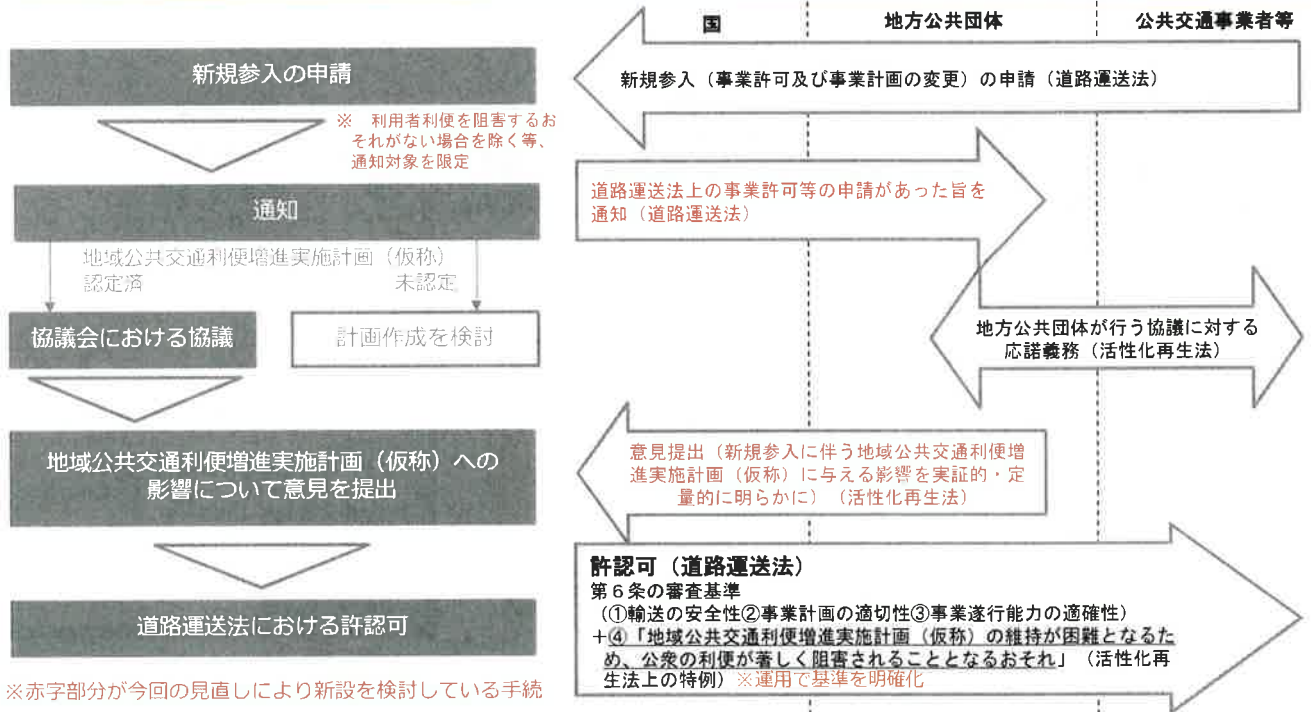 新規参入の申請
※　利用者利便を阻害するお
それがない場合を除く等、
通知対象を限定
通知
地域公共交通利便増進実施計画（仮称）
認定済　未認定
協議会における協議
計画作成を検討
地域公共交通利便増進実施計画（仮称）への
影響について意見を提出
道路運送法における許認可
※赤字部分が今回の見直しにより新設を検討している手続
国
地方公共団体
公共交通事業者等
新規参入（事業許可及び事業計画の変更）の申請（道路運送法）
道路運送法上の事業許可等の申請があった旨を
通知（道路運送法）
地方公共団体が行う協議に対する
応諾義務（活性化再生法）
意見提出（新規参入に伴う地域公共交通利便増
進実施計画（仮称）に与える影響を実証的・定
量的に明らかに）（活性化再生法）
許認可（道路運送法）
第６条の審査基準
（①輸送の安全性②事業計画の適切性③事業遂行能力の適確性）
＋④「地域公共交通利便増進実施計画（仮称）の維持が困難となるた
め、公衆の利便が著しく阻害されることとなるおそれ」（活性化再
生法上の特例）※運用で基準を明確化